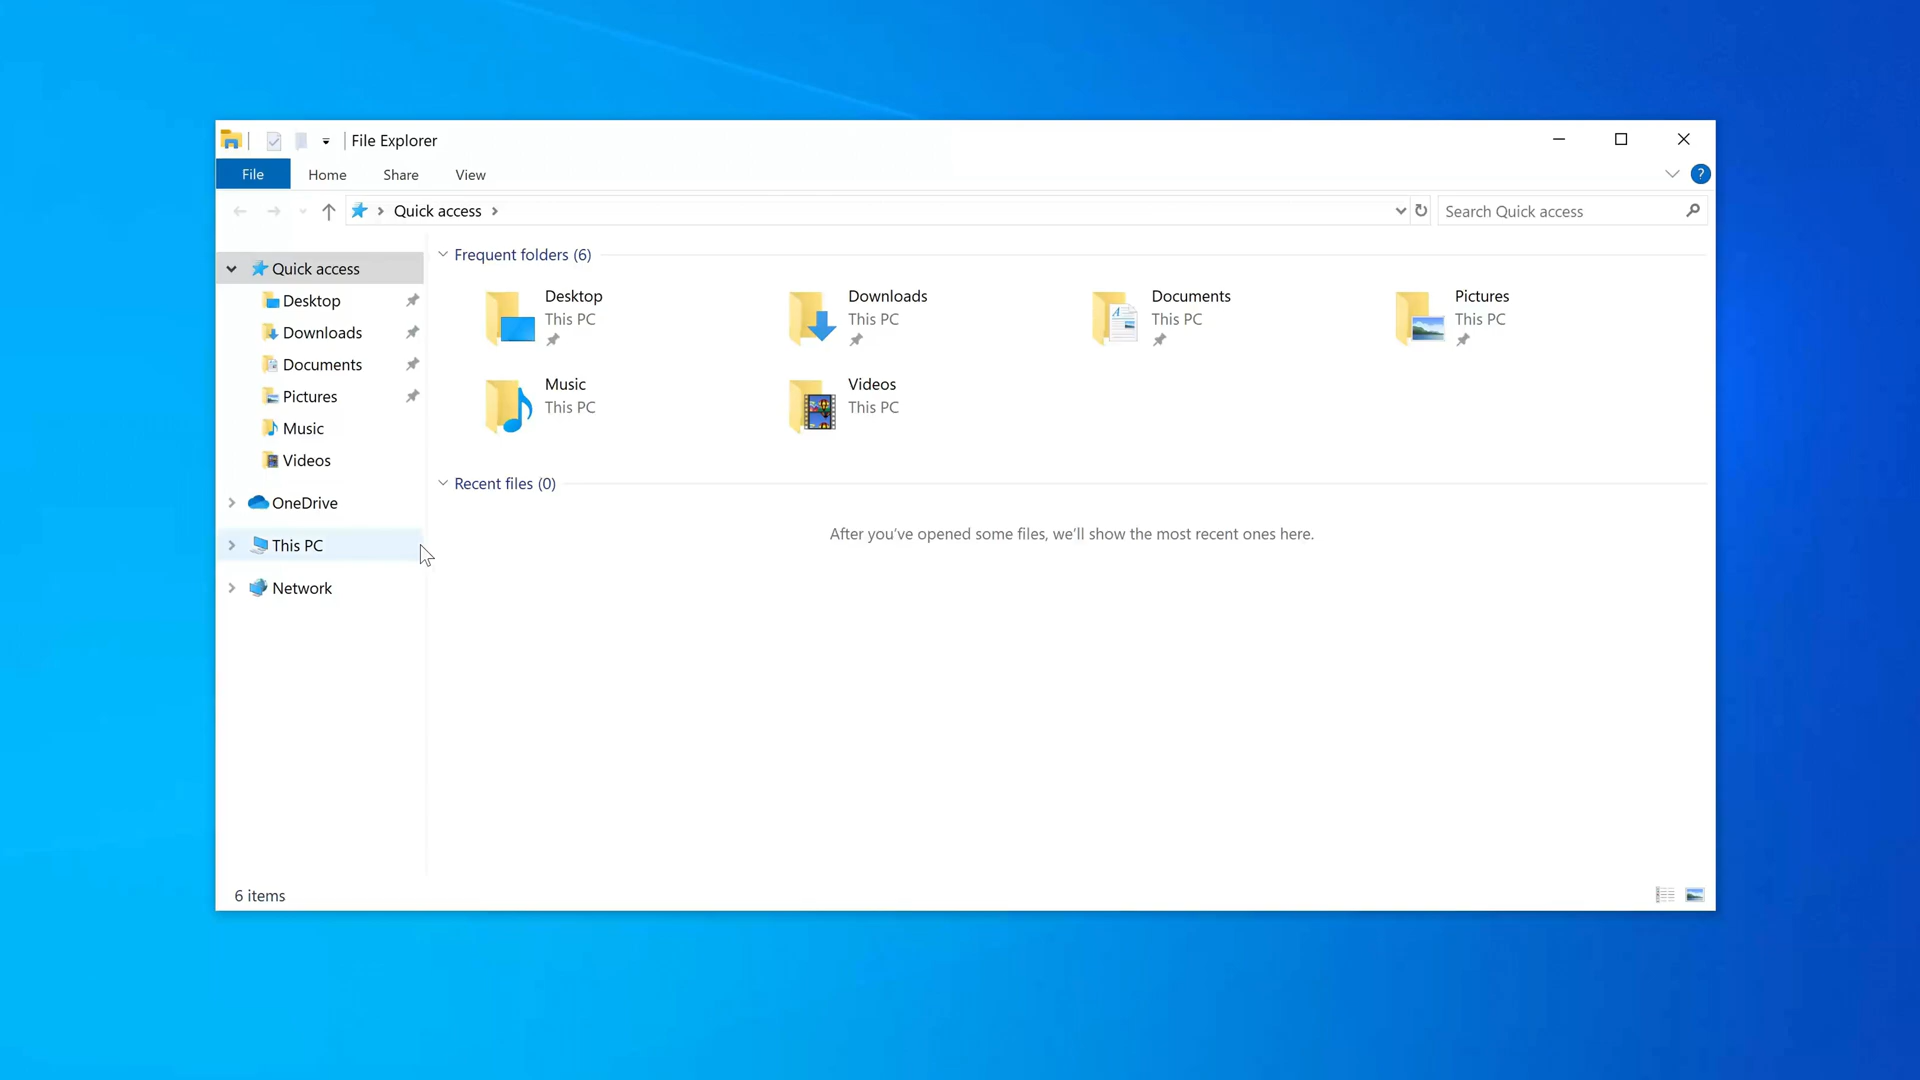 File Explorer
File Home Share View ?
Quick access Search Quick access
Quick access
Desktop
Downloads
Documents
Pictures
Music
Videos
OneDrive
This PC
Network
Frequent folders (6)
Desktop
This PC
Downloads
This PC
Documents
This PC
Pictures
This PC
Music
This PC
Videos
This PC
Recent files (0)
After you've opened some files, we'll show the most recent ones here.
6 items